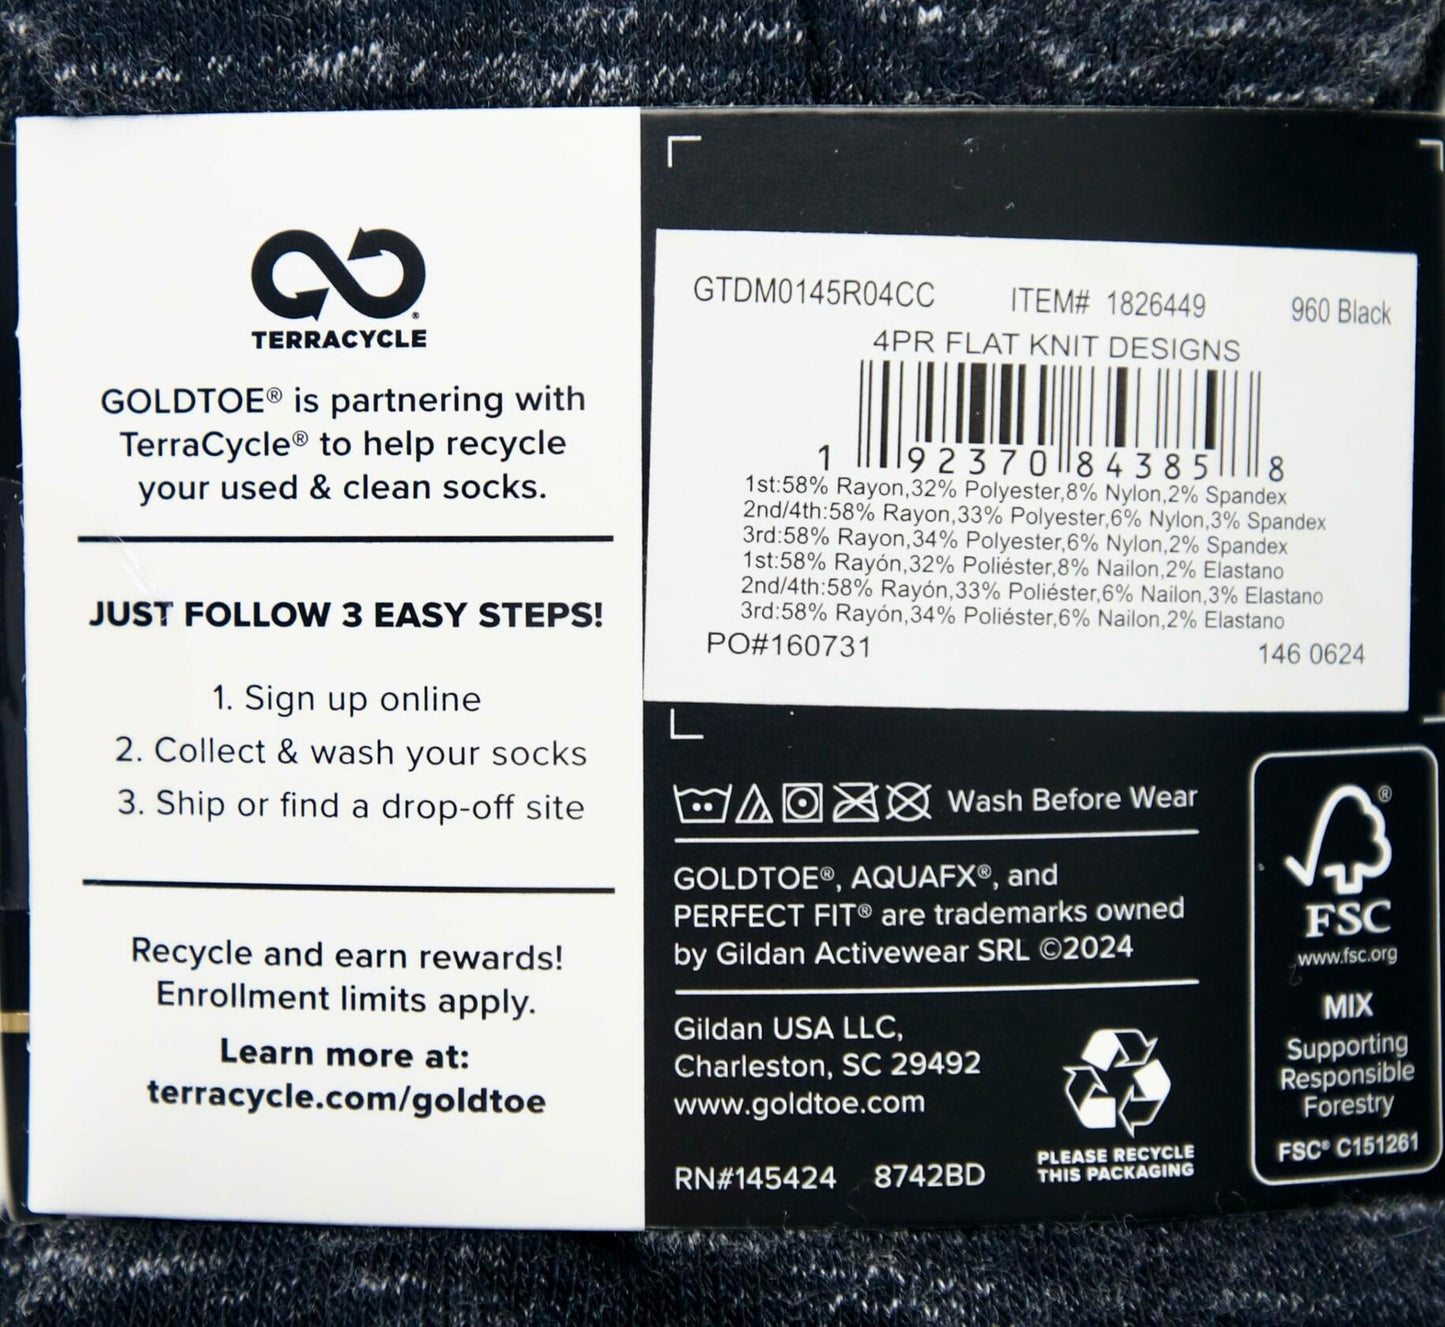 TERRACYCLE®
GOLDTOE® is partnering with
TerraCycle® to help recycle
your used & clean socks.
JUST FOLLOW 3 EASY STEPS!
1. Sign up online
2. Collect & wash your socks
3. Ship or find a drop-off site
Recycle and earn rewards!
Enrollment limits apply.
Learn more at:
terracycle.com/goldtoe
GTDM0145R04CC ITEM# 1826449 960 Black
4PR FLAT KNIT DESIGNS
1 92370 84385 8
1st:58% Rayon,32% Polyester,8% Nylon,2% Spandex
2nd/4th:58% Rayon,33% Polyester,6% Nylon,3% Spandex
3rd:58% Rayon,34% Polyester,6% Nylon,2% Spandex
1st:58% Rayón,32% Poliéster,8% Nailon,2% Elastano
2nd/4th:58% Rayón,33% Poliéster,6% Nailon,3% Elastano
3rd:58% Rayón,34% Poliéster,6% Nailon,2% Elastano
PO#160731 146 0624
Wash Before Wear
GOLDTOE®, AQUAFX®, and
PERFECT FIT® are trademarks owned
by Gildan Activewear SRL ©2024
Gildan USA LLC,
Charleston, SC 29492
www.goldtoe.com
RN#145424 8742BD
PLEASE RECYCLE
THIS PACKAGING
®
FSC
www.fsc.org
MIX
Supporting
Responsible
Forestry
FSC® C151261